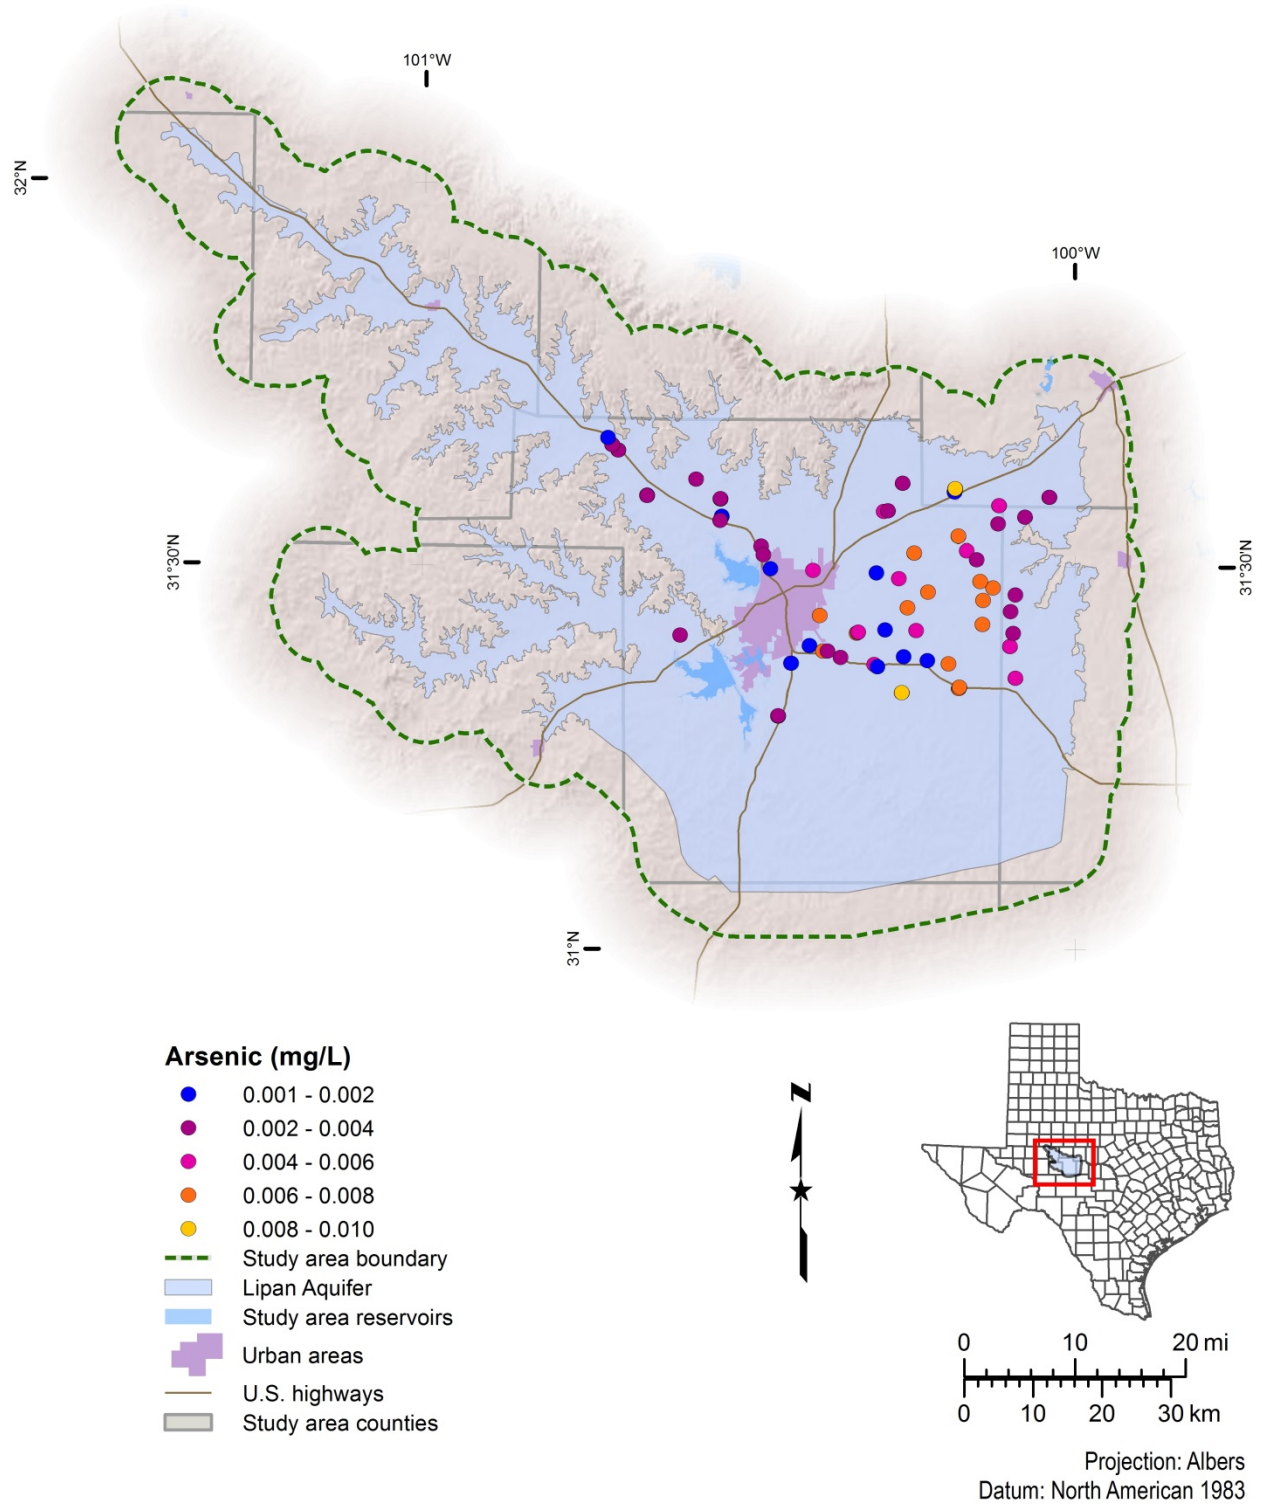 101°W
32°N
100°W
31°30'N
31°30'N
31°N
Arsenic (mg/L)
0.001 - 0.002
0.002 - 0.004
0.004 - 0.006
0.006 - 0.008
0.008 - 0.010
Study area boundary
Lipan Aquifer
Study area reservoirs
Urban areas
U.S. highways
Study area counties
N
0 10 20 mi
0 10 20 30 km
Projection: Albers
Datum: North American 1983